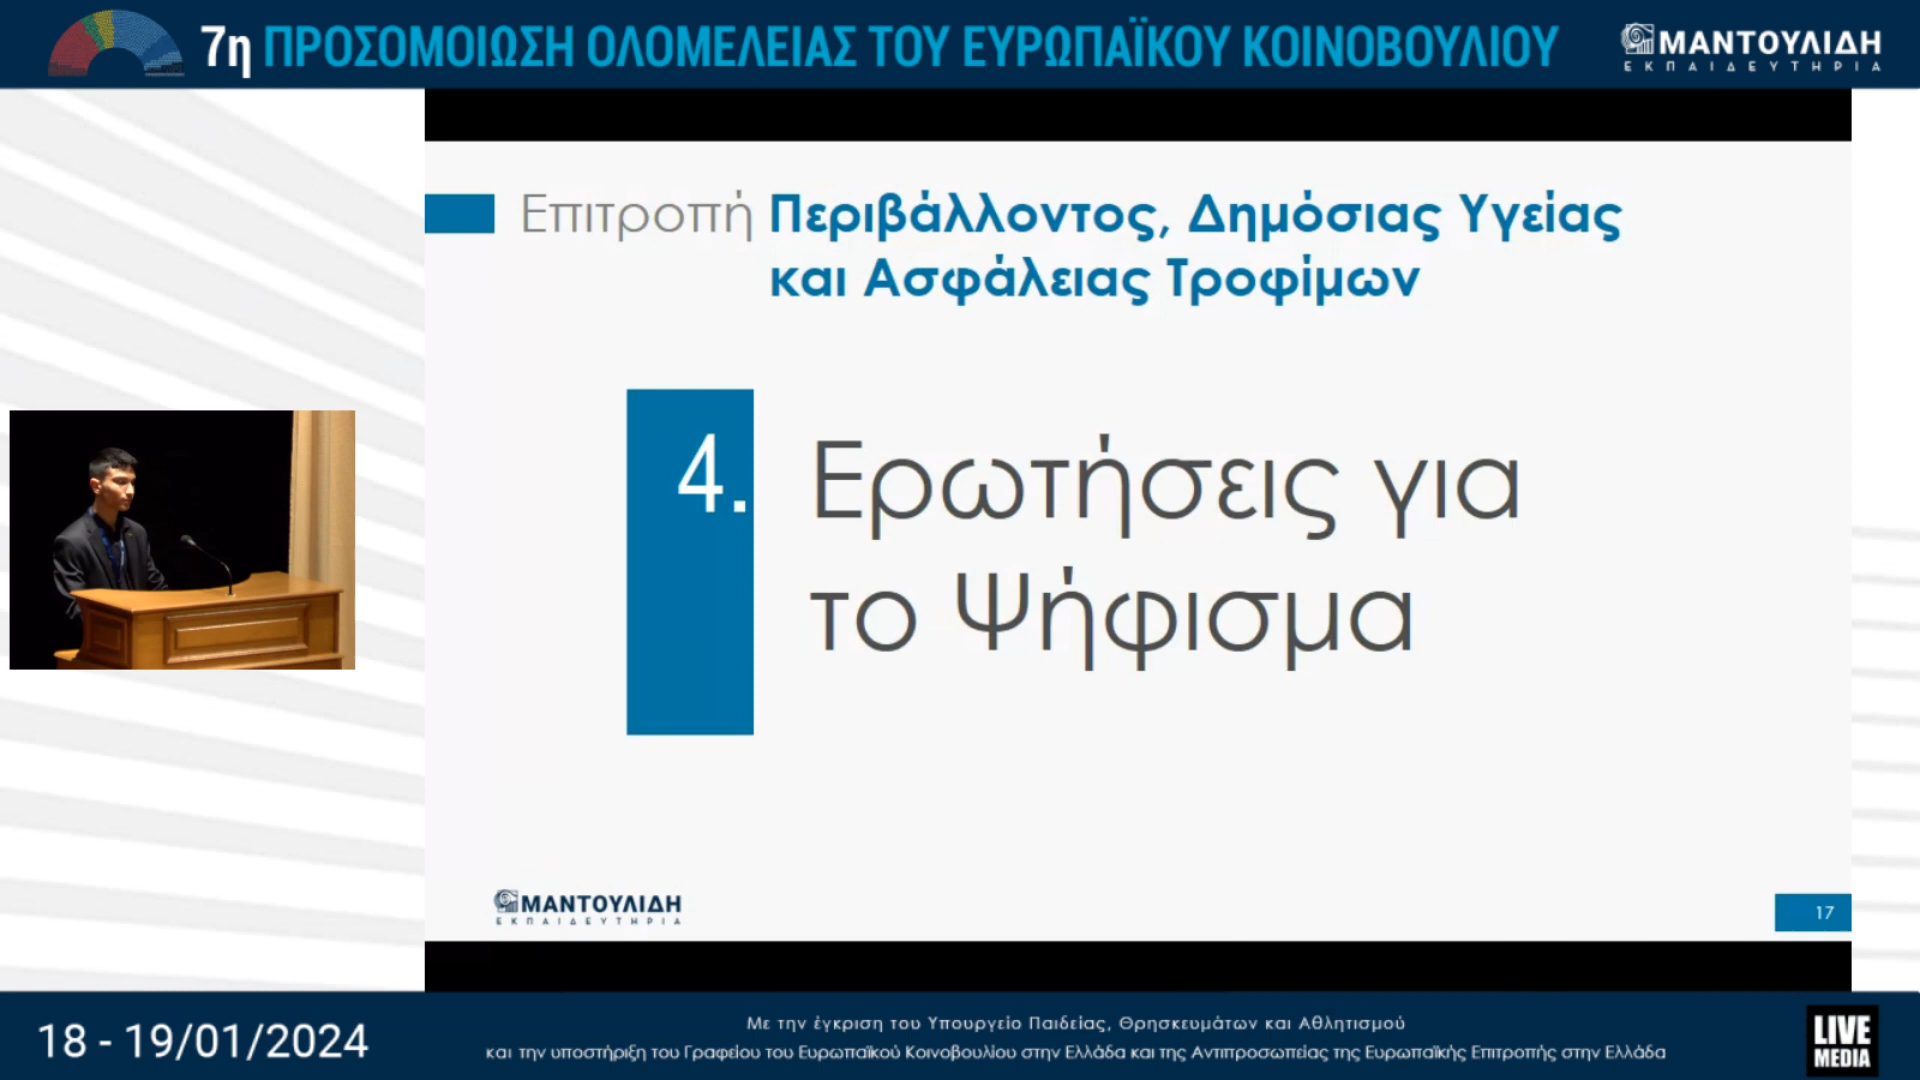 7η ΠΡΟΣΟΜΟΙΩΣΗ ΟΛΟΜΕΛΕΙΑΣ ΤΟΥ ΕΥΡΩΠΑΪΚΟΥ ΚΟΙΝΟΒΟΥΛΙΟΥ
ΜΑΝΤΟΥΛΙΔΗ
ΕΚΠΑΙΔΕΥΤΗΡΙΑ
Επιτροπή Περιβάλλοντος, Δημόσιας Υγείας
και Ασφάλειας Τροφίμων
4. Ερωτήσεις για
το Ψήφισμα
ΜΑΝΤΟΥΛΙΔΗ
ΕΚΠΑΙΔΕΥΤΗΡΙΑ
17
18 - 19/01/2024
Με την έγκριση του Υπουργείο Παιδείας, Θρησκευμάτων και Αθλητισμού
και την υποστήριξη του Γραφείου του Ευρωπαϊκού Κοινοβουλίου στην Ελλάδα και της Αντιπροσωπείας της Ευρωπαϊκής Επιτροπής στην Ελλάδα
LIVE
MEDIA